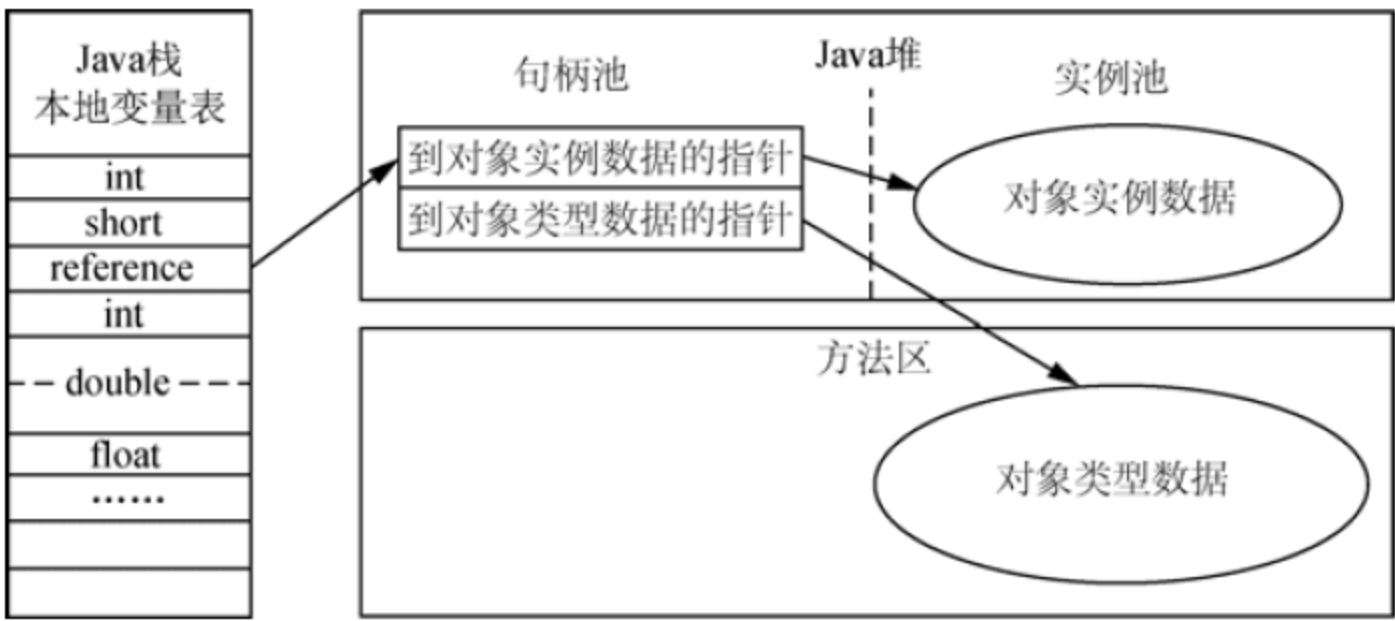 Java栈
本地变量表
int
short
reference
int
double
float
……
句柄池
Java堆
实例池
到对象实例数据的指针
到对象类型数据的指针
对象实例数据
方法区
对象类型数据